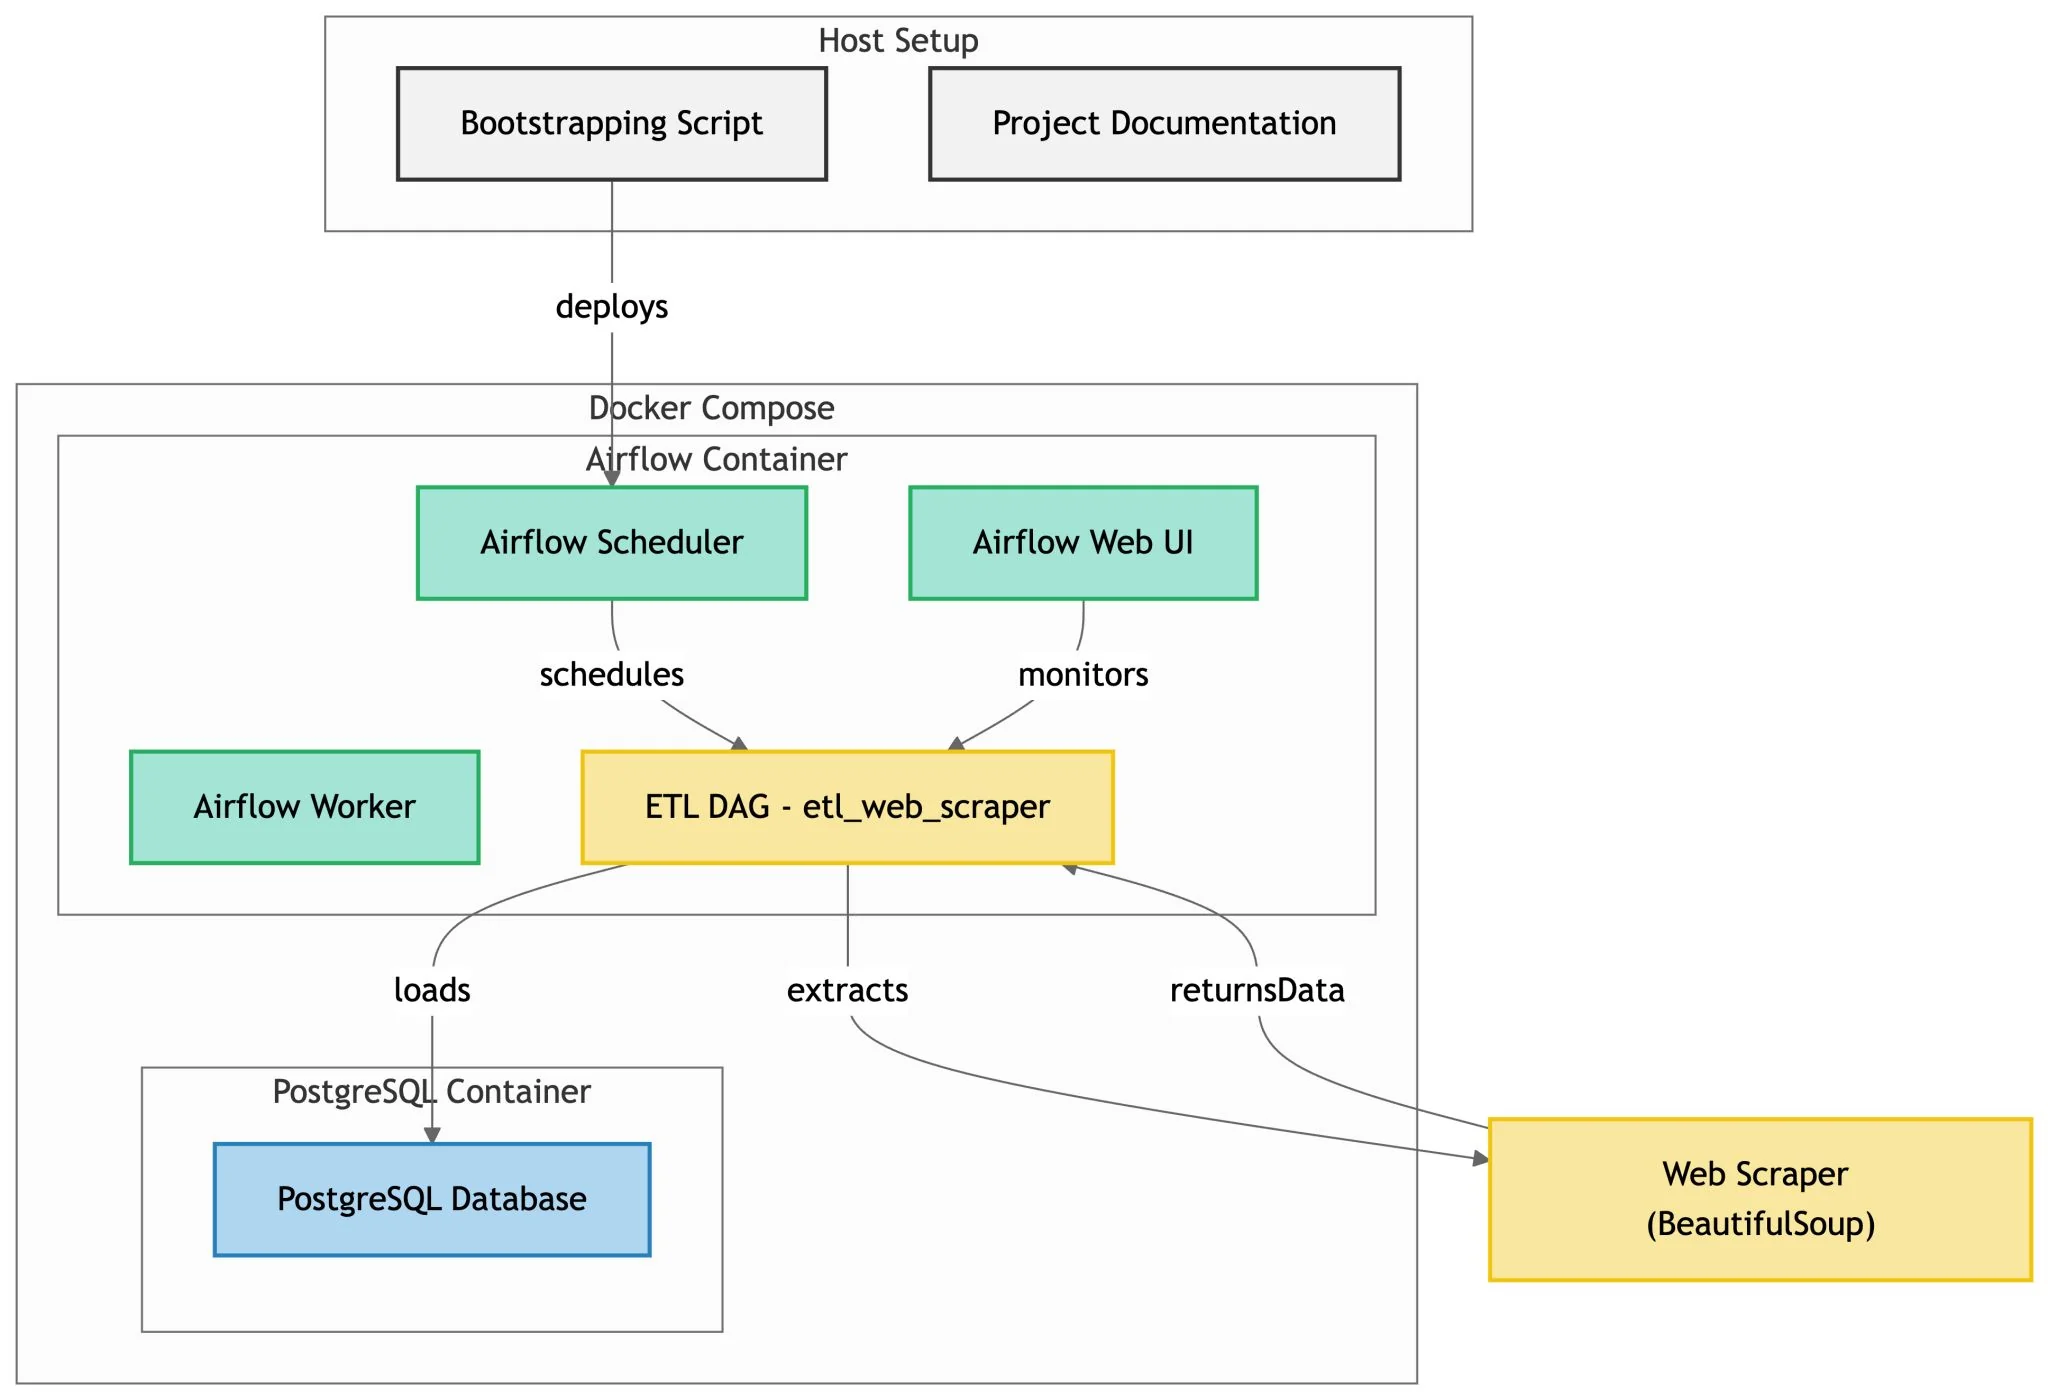 Host Setup
Bootstrapping Script
Project Documentation
deploys
Docker Compose
Airflow Container
Airflow Scheduler
Airflow Web UI
schedules
monitors
Airflow Worker
ETL DAG - etl_web_scraper
loads
extracts
returnsData
PostgreSQL Container
PostgreSQL Database
Web Scraper
(BeautifulSoup)